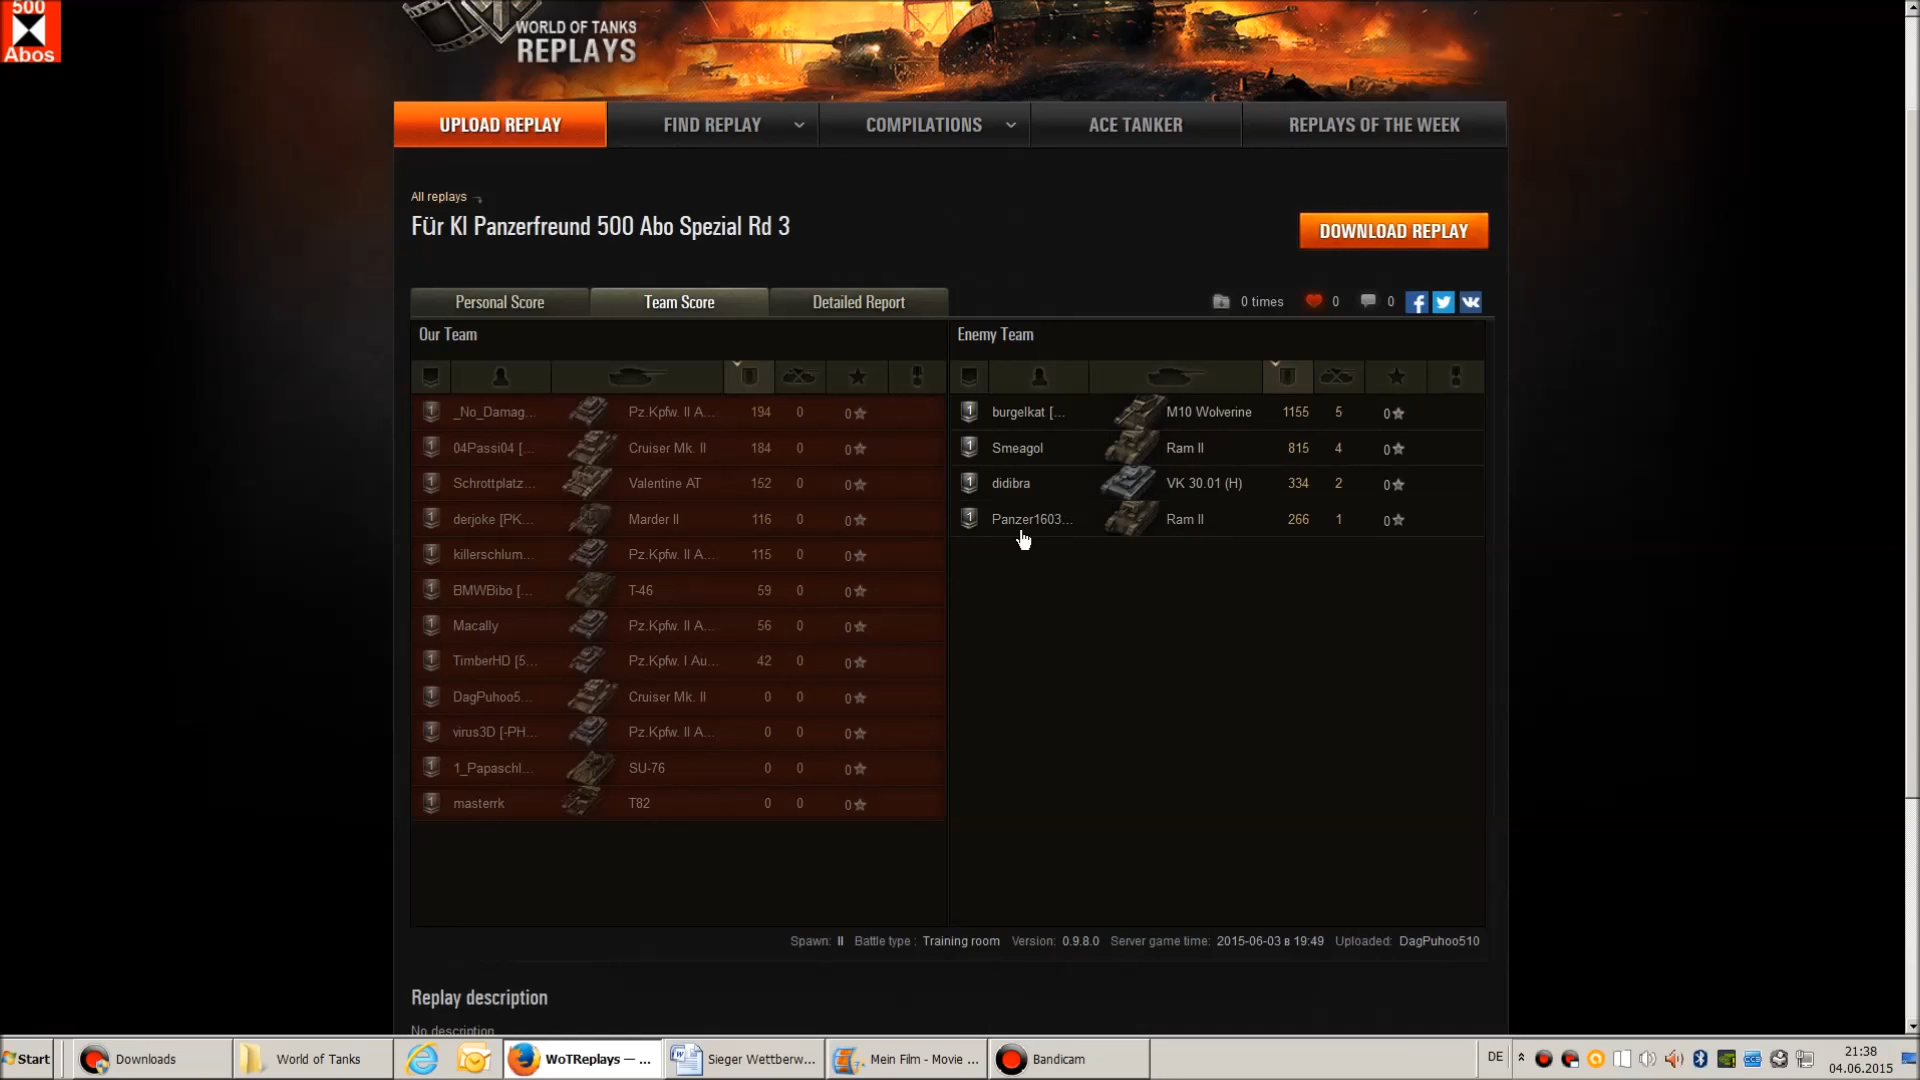 500
Abos
WORLD OF TANKS
REPLAYS
UPLOAD REPLAY FIND REPLAY COMPILATIONS ACE TANKER REPLAYS OF THE WEEK
All replays
Für Kl Panzerfreund 500 Abo Spezial Rd 3
DOWNLOAD REPLAY
Personal Score Team Score Detailed Report 0 times 0 0
Our Team
_No_Damag... Pz.Kpfw. II A... 194 0 0
04Passi04 [... Cruiser Mk. II 184 0 0
Schrottplatz... Valentine AT 152 0 0
derjoke [PK... Marder II 116 0 0
killerschlum... Pz.Kpfw. II A... 115 0 0
BMWBibo [... T-46 59 0 0
Macally Pz.Kpfw. II A... 56 0 0
TimberHD [5... Pz.Kpfw. I Au... 42 0 0
DagPuhoo5... Cruiser Mk. II 0 0 0
virus3D [-PH... Pz.Kpfw. II A... 0 0 0
1_Papaschl... SU-76 0 0 0
masterrk T82 0 0 0
Enemy Team
1 burgelkat [... M10 Wolverine 1155 5 0
1 Smeagol Ram II 815 4 0
1 didibra VK 30.01 (H) 334 2 0
1 Panzer1603... Ram II 266 1 0
Spawn: II Battle type : Training room Version: 0.9.8.0 Server game time: 2015-06-03 в 19:49 Uploaded: DagPuhoo510
Replay description
No description
Start Downloads World of Tanks WoTReplays — ... Sieger Wettberw... Mein Film - Movie ... Bandicam DE 21:38
04.06.2015